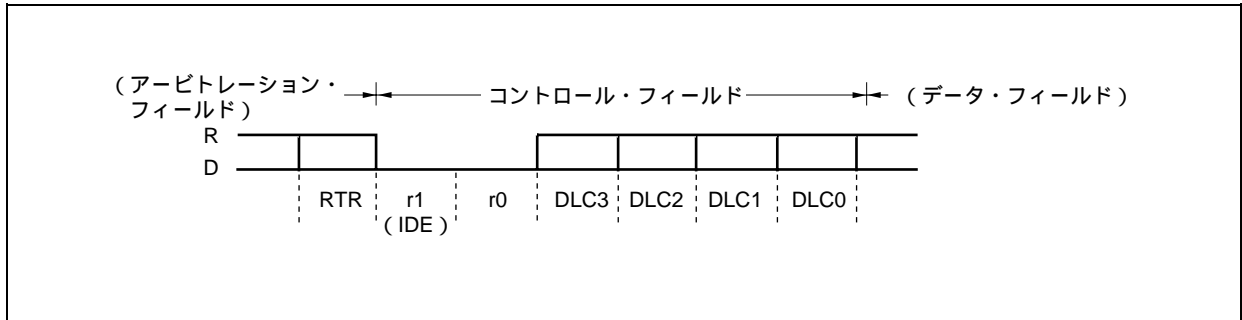 (アービトレーション・
フィールド)
コントロール・フィールド
(データ・フィールド)
R
D
RTR r1 r0 DLC3 DLC2 DLC1 DLC0
(IDE)